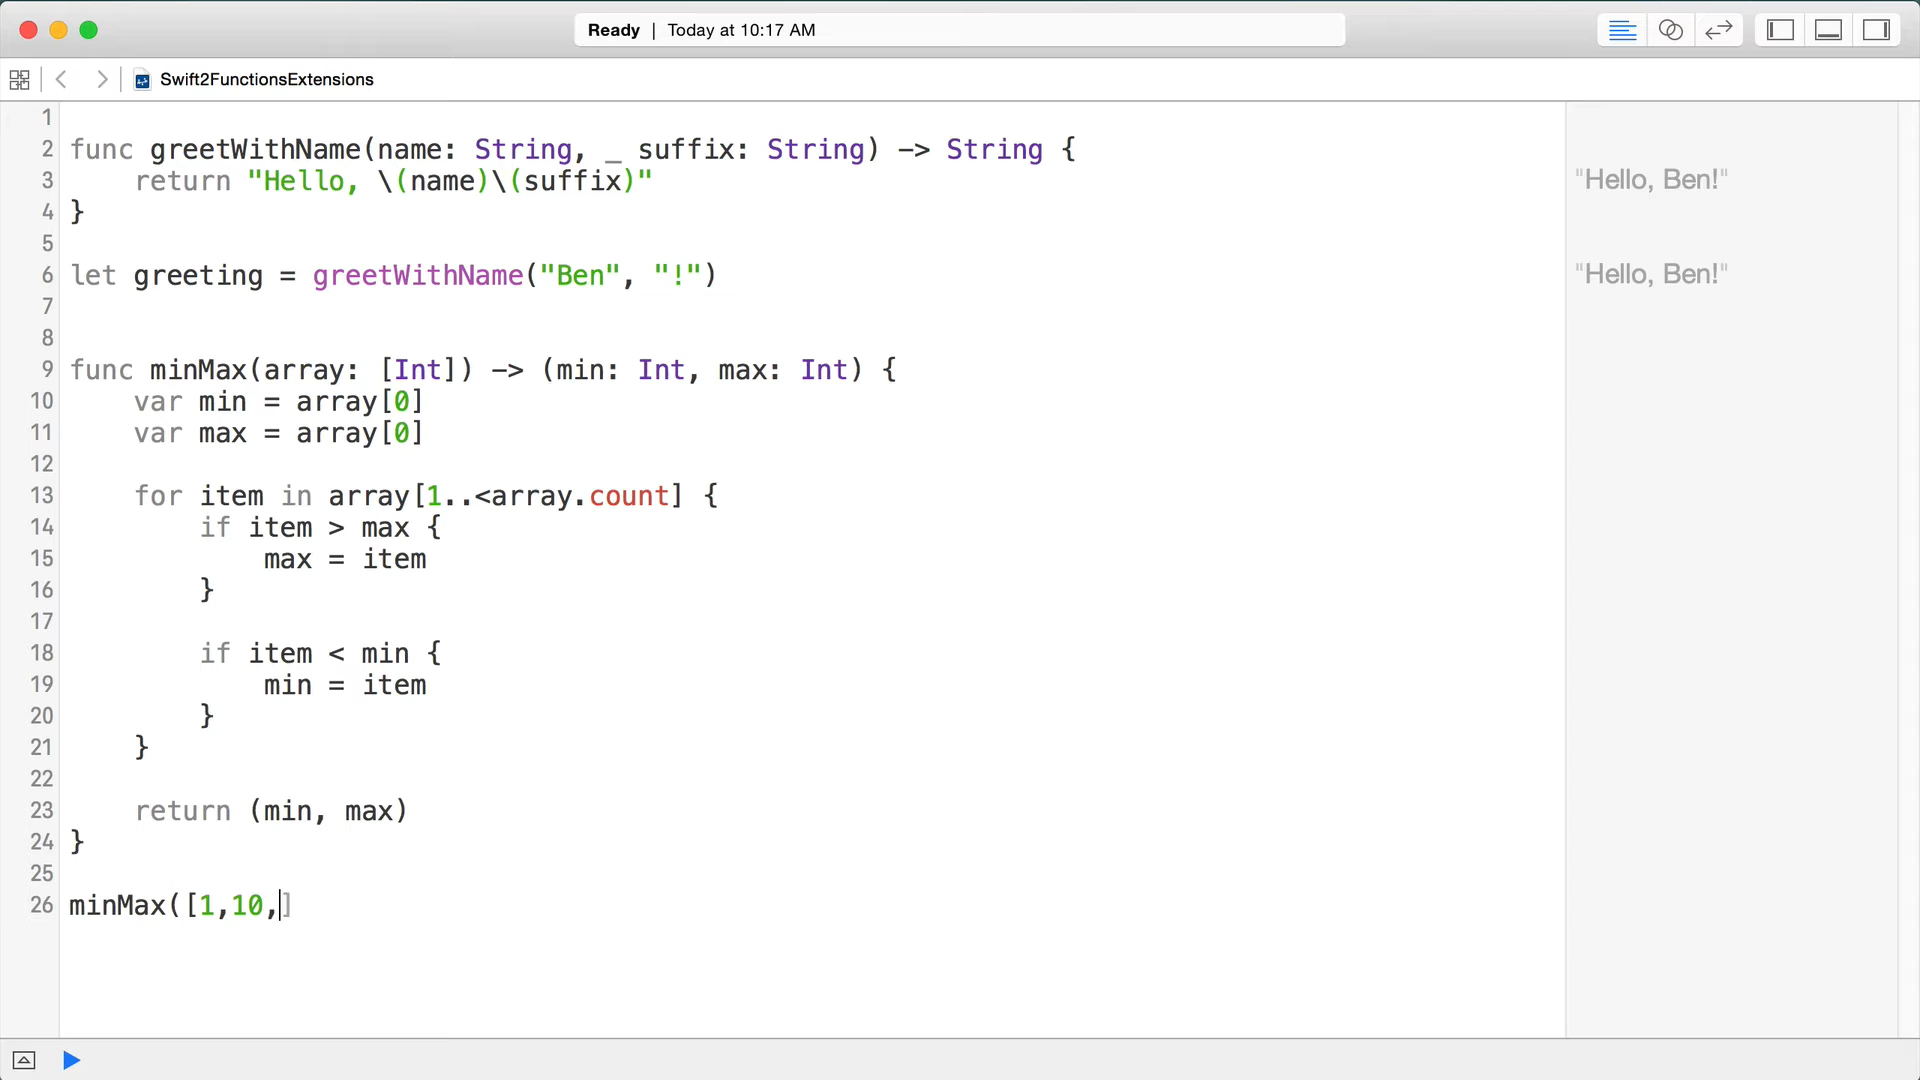 Ready | Today at 10:17 AM
Swift2FunctionsExtensions
1
2 func greetWithName(name: String, _ suffix: String) -> String {
3     return "Hello, \(name)\(suffix)"
"Hello, Ben!"
4 }
5
6 let greeting = greetWithName("Ben", "!")
"Hello, Ben!"
7
8
9 func minMax(array: [Int]) -> (min: Int, max: Int) {
10     var min = array[0]
11     var max = array[0]
12
13     for item in array[1..<array.count] {
14         if item > max {
15             max = item
16         }
17
18         if item < min {
19             min = item
20         }
21     }
22
23     return (min, max)
24 }
25
26 minMax([1,10,]